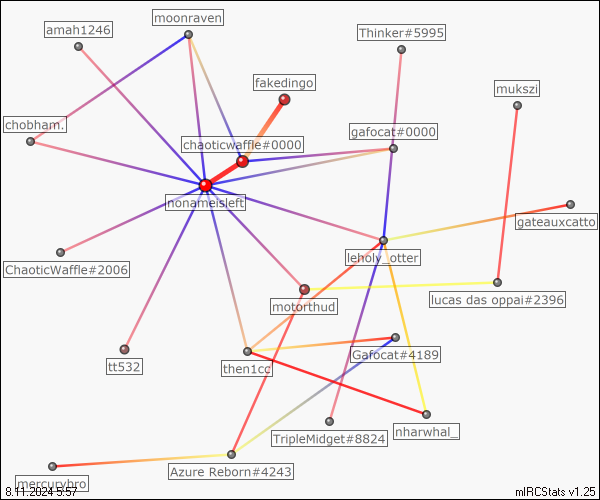 moonraven
amah1246
Thinker#5995
fakedingo
mukszi
chobham.
gafocat#0000
chaoticwaffle#0000
nonameisleft
gateauxcatto
leholy_otter
ChaoticWaffle#2006
lucas das oppai#2396
motorthud
Gafocat#4189
tt532
then1cc
nharwhal_
TripleMidget#8824
Azure Reborn#4243
mercurybro
8.11.2024 5:57
mIRCStats v1.25